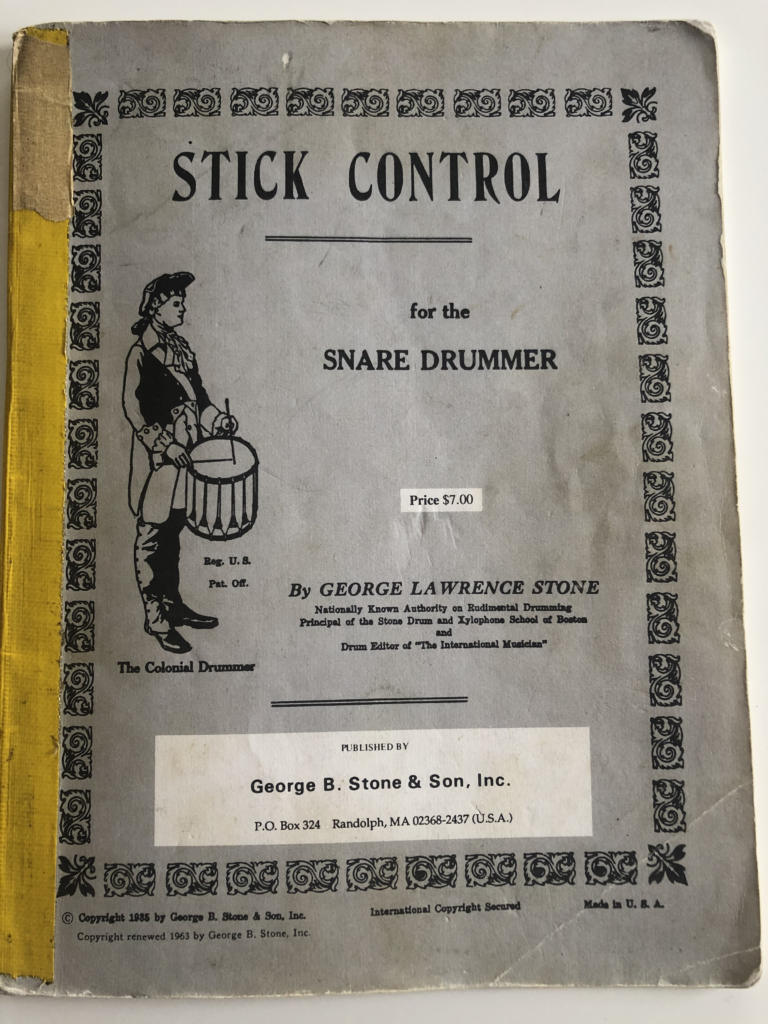 STICK CONTROL
for the
SNARE DRUMMER
Price $7.00
Reg. U. S.
Pat. Off.
The Colonial Drummer
By GEORGE LAWRENCE STONE
Nationally Known Authority on Rudimental Drumming
Principal of the Stone Drum and Xylophone School of Boston
and
Drum Editor of "The International Musician"
PUBLISHED BY
George B. Stone & Son, Inc.
P.O. Box 324 Randolph, MA 02368-2437 (U.S.A.)
© Copyright 1935 by George B. Stone & Son, Inc.
International Copyright Secured
Made in U. S. A.
Copyright renewed 1963 by George B. Stone, Inc.